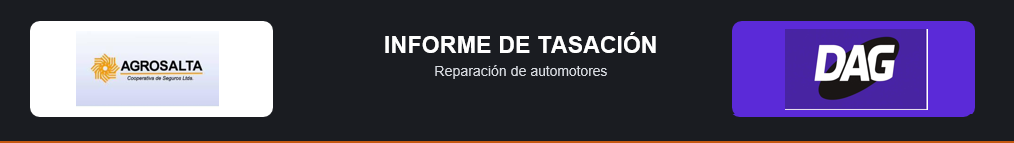 AGROSALTA
Cooperativa de Seguros Ltda.
INFORME DE TASACIÓN
Reparación de automotores
DAG